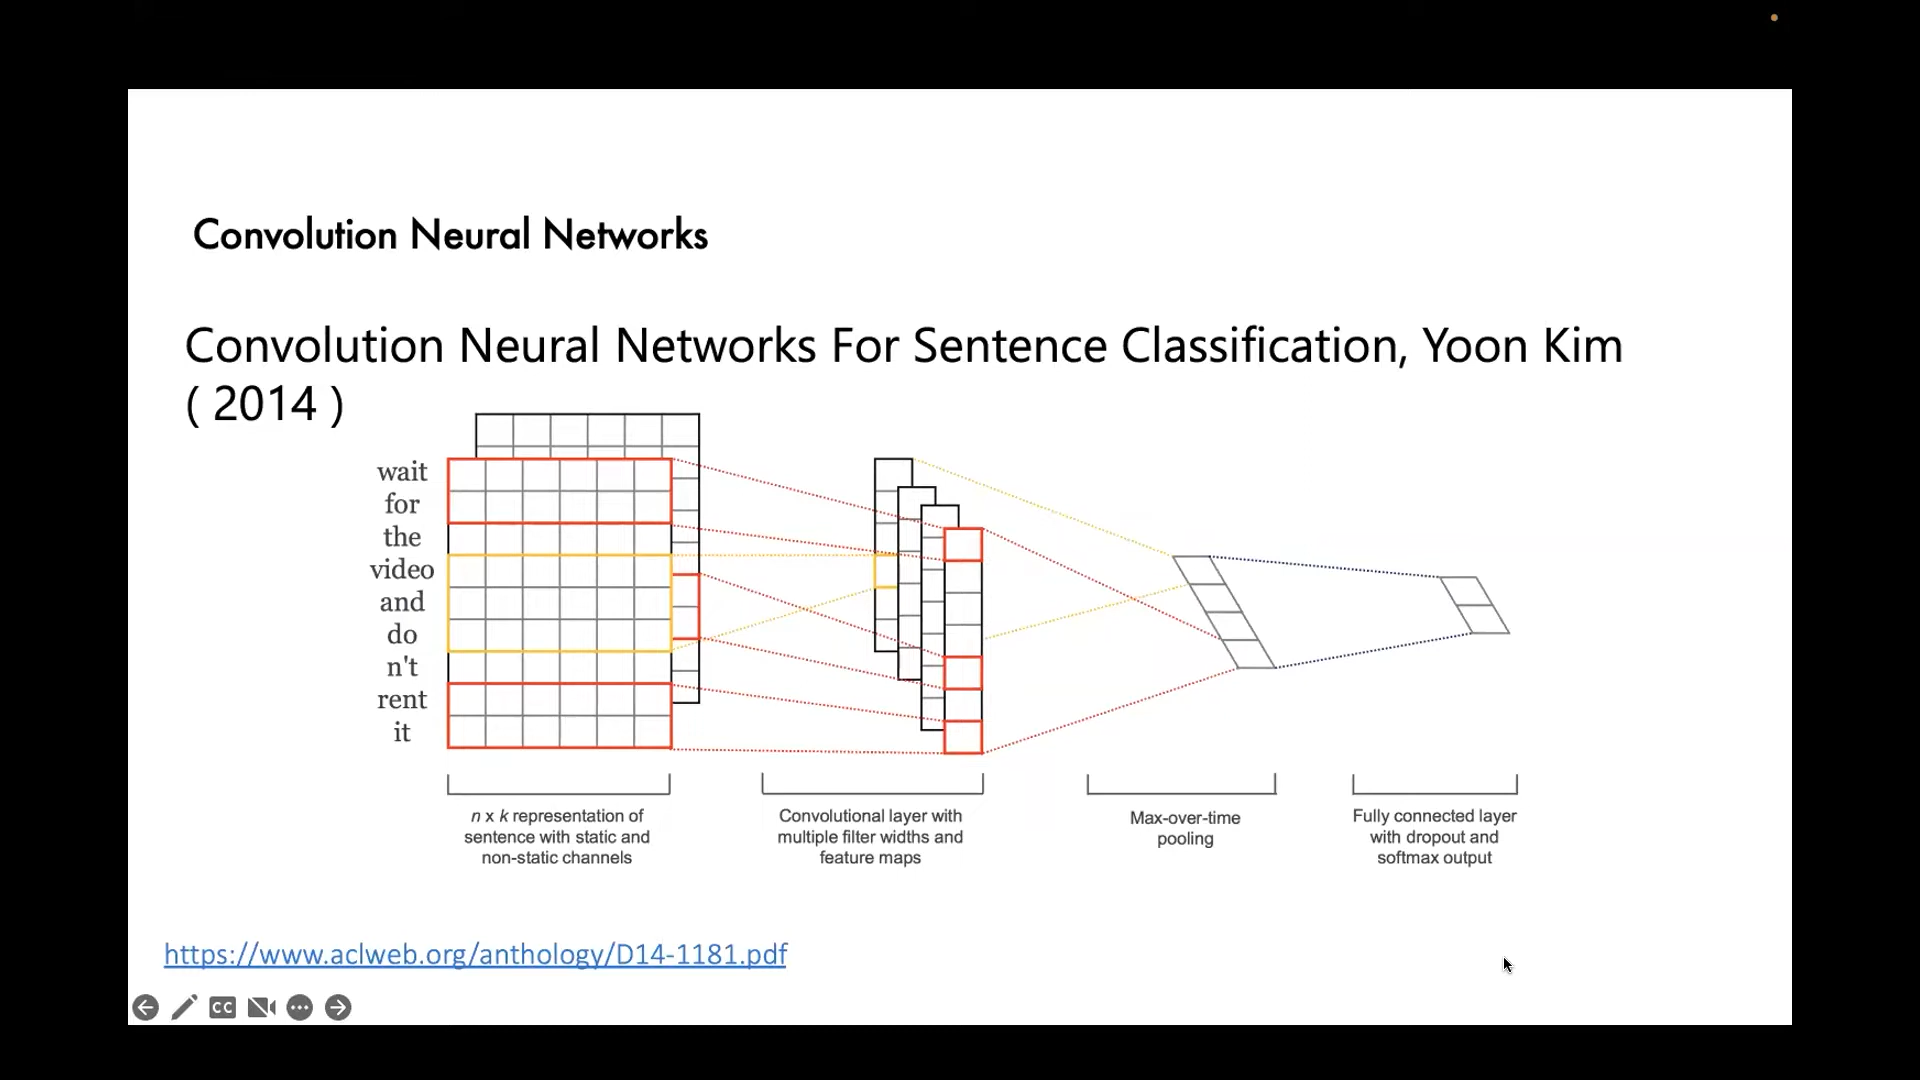 Convolution Neural Networks
Convolution Neural Networks For Sentence Classification, Yoon Kim
( 2014 )
wait
for
the
video
and
do
n't
rent
it
n x k representation of
sentence with static and
non-static channels
Convolutional layer with
multiple filter widths and
feature maps
Max-over-time
pooling
Fully connected layer
with dropout and
softmax output
https://www.aclweb.org/anthology/D14-1181.pdf
CC